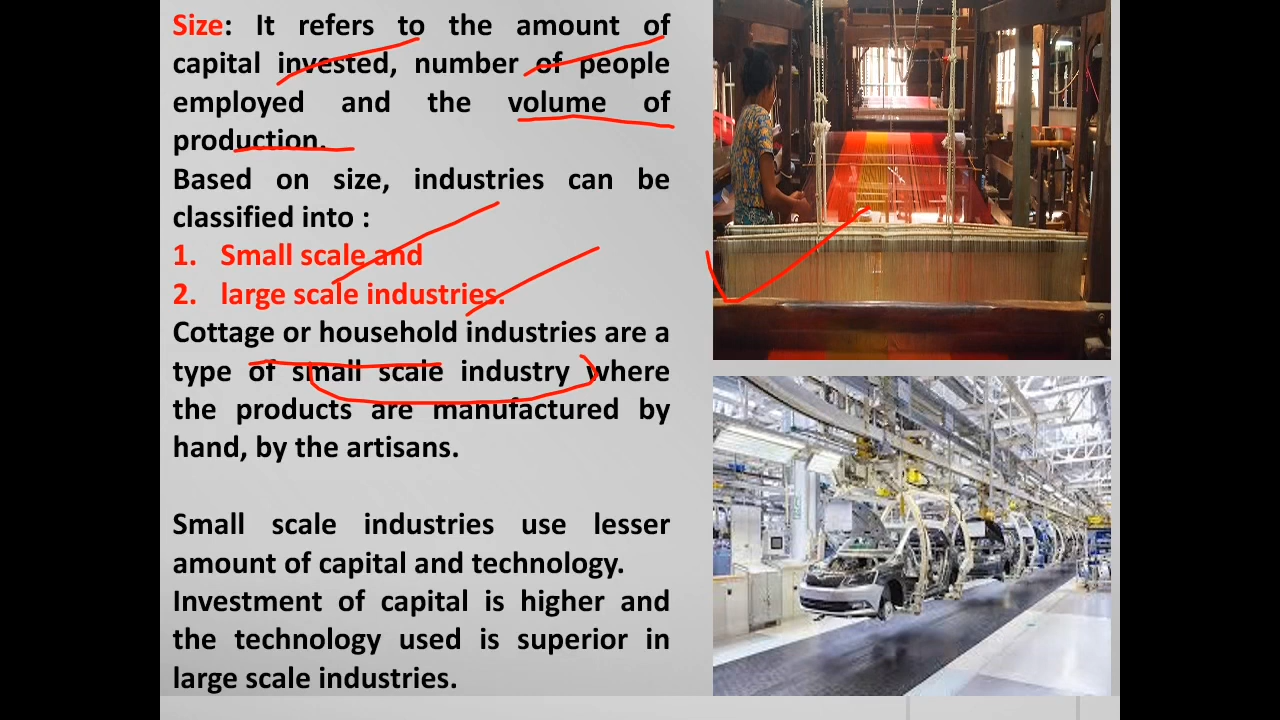 Size: It refers to the amount of
capital invested, number of people
employed and the volume of
production.
Based on size, industries can be
classified into :
1. Small scale and
2. large scale industries.
Cottage or household industries are a
type of small scale industry where
the products are manufactured by
hand, by the artisans.
Small scale industries use lesser
amount of capital and technology.
Investment of capital is higher and
the technology used is superior in
large scale industries.